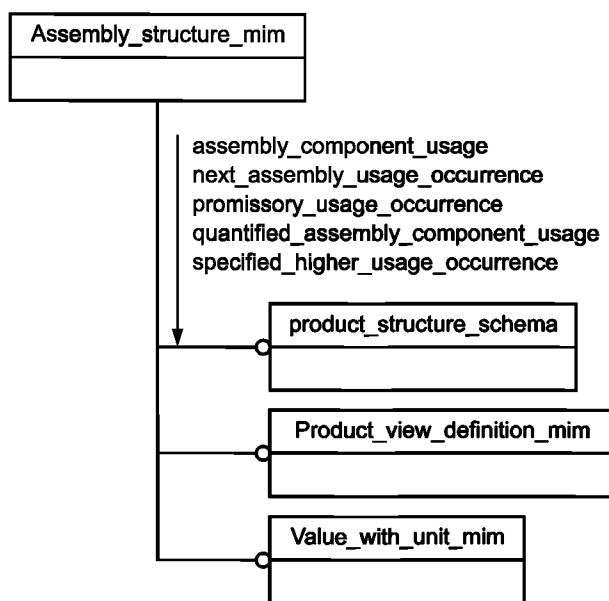 Assembly_structure_mim
assembly_component_usage
next_assembly_usage_occurrence
promissory_usage_occurrence
quantified_assembly_component_usage
specified_higher_usage_occurrence
product_structure_schema
Product_view_definition_mim
Value_with_unit_mim